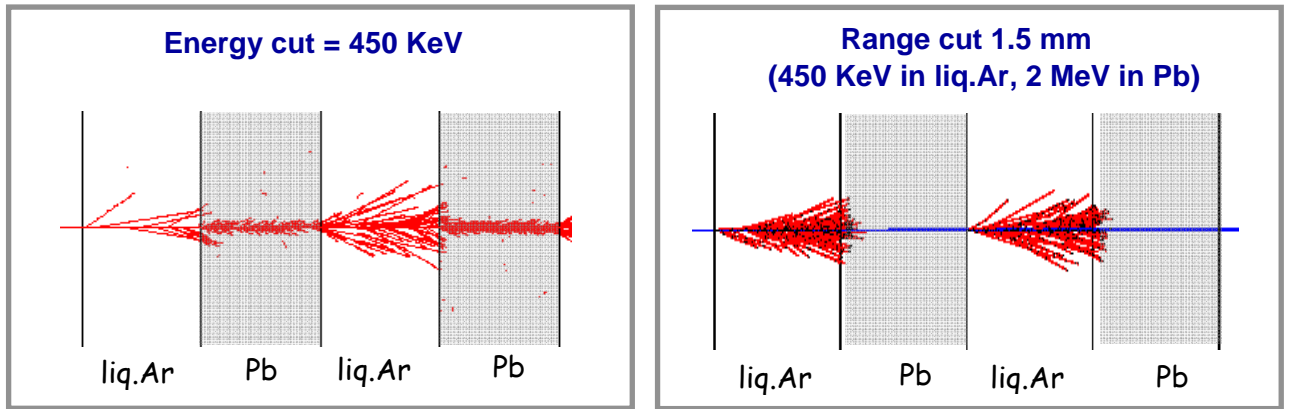 Energy cut = 450 KeV
liq.Ar Pb liq.Ar Pb
Range cut 1.5 mm
(450 KeV in liq.Ar, 2 MeV in Pb)
liq.Ar Pb liq.Ar Pb